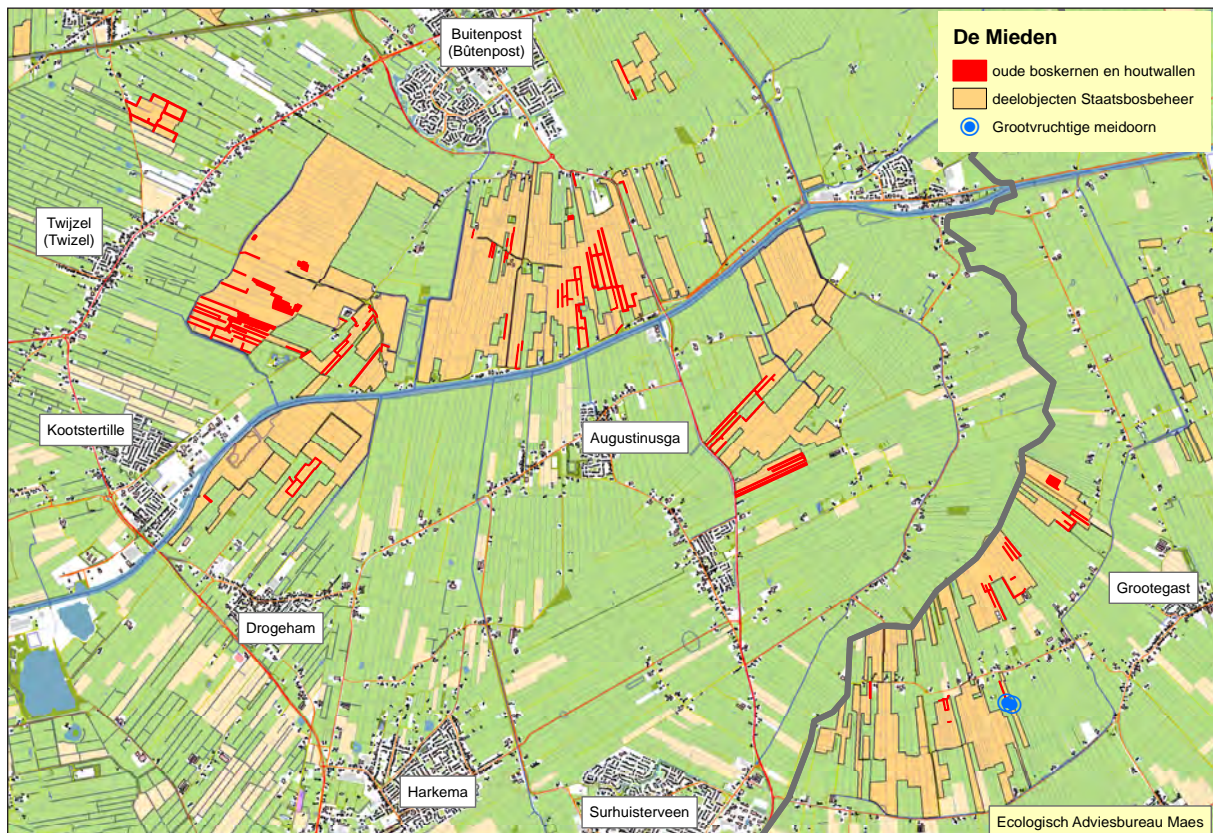 Buitenpost
(Bûtenpost)
De Mieden
oude boskernen en houtwallen
deelobjecten Staatsbosbeheer
Grootvruchtige meidoorn
Twijzel
(Twizel)
Kootstertille
Augustinusga
Grootegast
Drogeham
Harkema
Surhuisterveen
Ecologisch Adviesbureau Maes